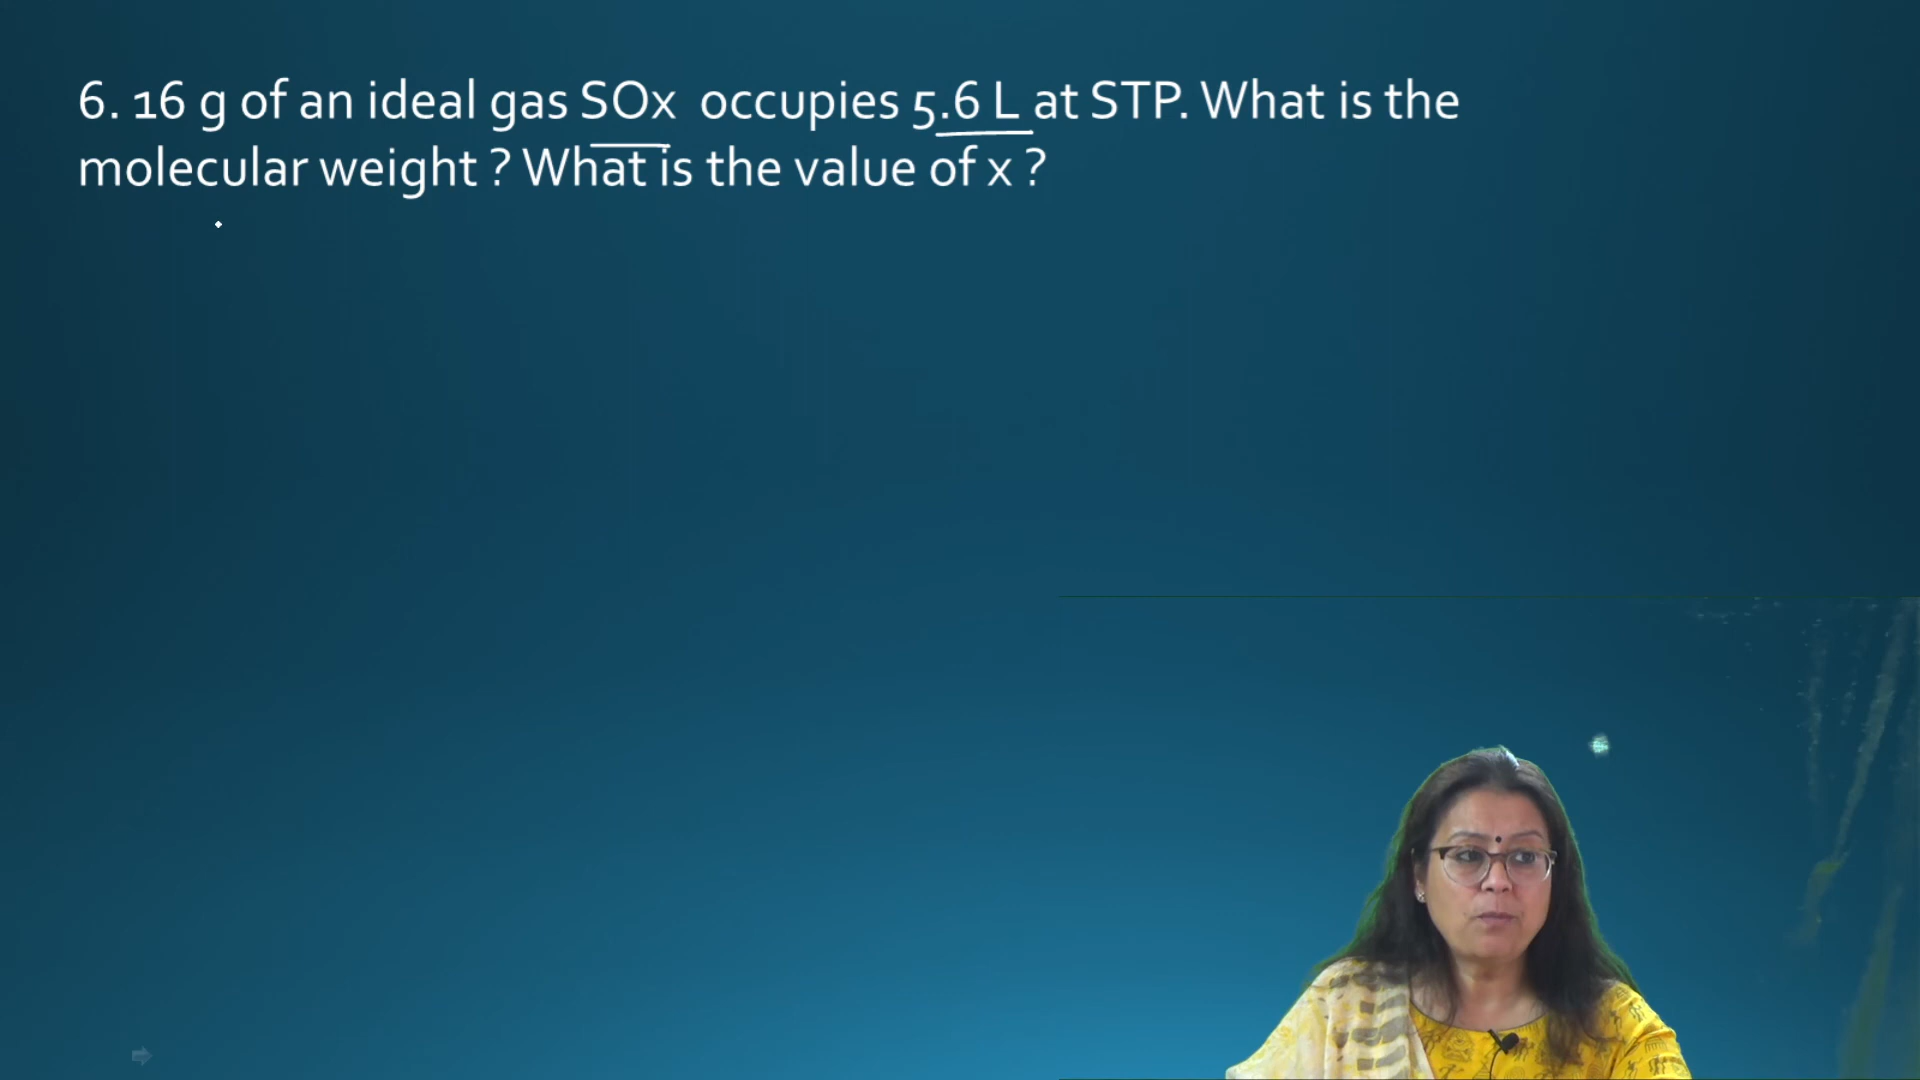 6. 16 g of an ideal gas SOx occupies 5.6 L at STP. What is the
molecular weight ? What is the value of x ?